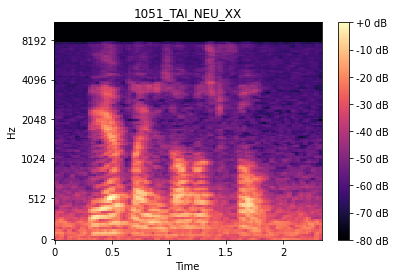 1051_TAI_NEU_XX
+0 dB
8192
-10 dB
4096
-20 dB
-30 dB
2048
Hz
-40 dB
1024
-50 dB
512
-60 dB
-70 dB
0
-80 dB
0 0.5 1 1.5 2
Time